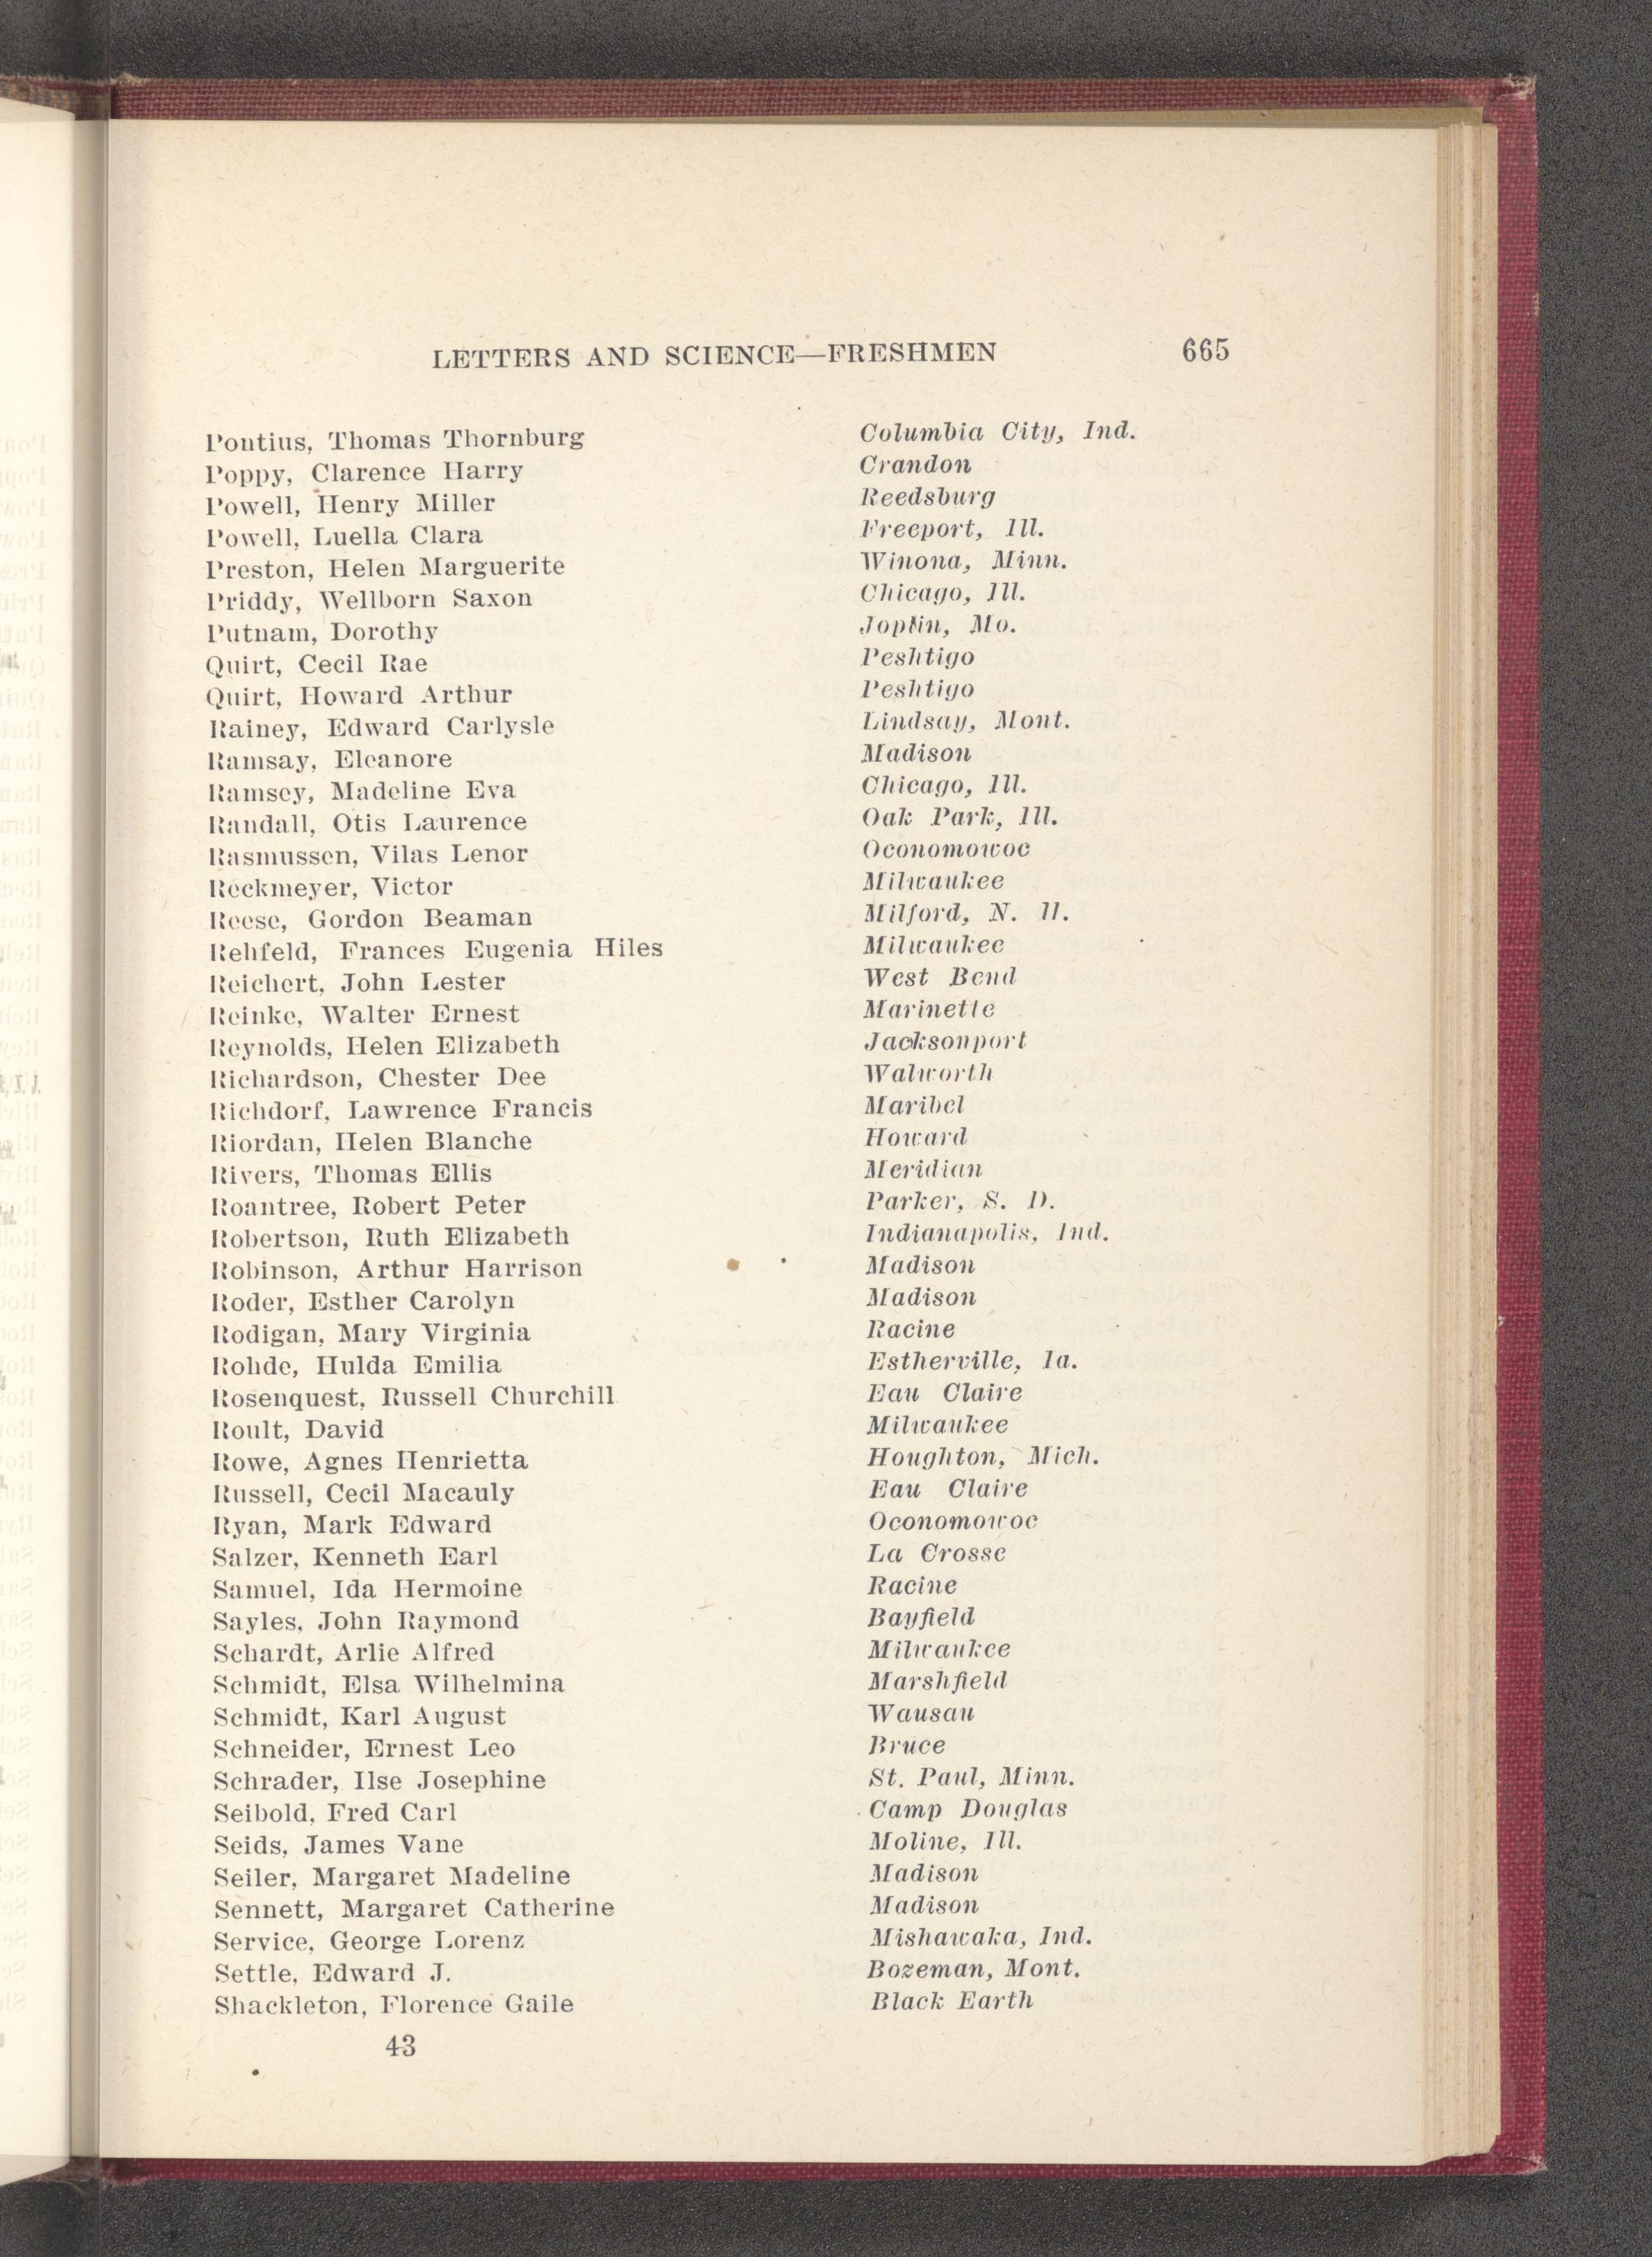 LETTERS AND SCIENCE—FRESHMEN 665
Pontius, Thomas Thornburg Columbia City, Ind.
Poppy, Clarence Harry Crandon
Powell, Henry Miller Reedsburg
Powell, Luella Clara Freeport, Ill.
Preston, Helen Marguerite Winona, Minn.
Priddy, Wellborn Saxon Chicago, Ill.
Putnam, Dorothy Joplin, Mo.
Quirt, Cecil Rae Peshtigo
Quirt, Howard Arthur Peshtigo
Rainey, Edward Carlysle Lindsay, Mont.
Ramsay, Eleanore Madison
Ramsey, Madeline Eva Chicago, Ill.
Randall, Otis Laurence Oak Park, Ill.
Rasmussen, Vilas Lenor Oconomowoc
Reckmeyer, Victor Milwaukee
Reese, Gordon Beaman Milford, N. H.
Rehfeld, Frances Eugenia Hiles Milwaukee
Reichert, John Lester West Bend
Reinke, Walter Ernest Marinette
Reynolds, Helen Elizabeth Jacksonport
Richardson, Chester Dee Walworth
Richdorf, Lawrence Francis Maribel
Riordan, Helen Blanche Howard
Rivers, Thomas Ellis Meridian
Roantree, Robert Peter Parker, S. D.
Robertson, Ruth Elizabeth Indianapolis, Ind.
Robinson, Arthur Harrison Madison
Roder, Esther Carolyn Madison
Rodigan, Mary Virginia Racine
Rohde, Hulda Emilia Estherville, Ia.
Rosenquest, Russell Churchill Eau Claire
Roult, David Milwaukee
Rowe, Agnes Henrietta Houghton, Mich.
Russell, Cecil Macauly Eau Claire
Ryan, Mark Edward Oconomowoc
Salzer, Kenneth Earl La Crosse
Samuel, Ida Hermoine Racine
Sayles, John Raymond Bayfield
Schardt, Arlie Alfred Milwaukee
Schmidt, Elsa Wilhelmina Marshfield
Schmidt, Karl August Wausau
Schneider, Ernest Leo Bruce
Schrader, Ilse Josephine St. Paul, Minn.
Seibold, Fred Carl Camp Douglas
Seids, James Vane Moline, Ill.
Seiler, Margaret Madeline Madison
Sennett, Margaret Catherine Madison
Service, George Lorenz Mishawaka, Ind.
Settle, Edward J. Bozeman, Mont.
Shackleton, Florence Gaile Black Earth
43